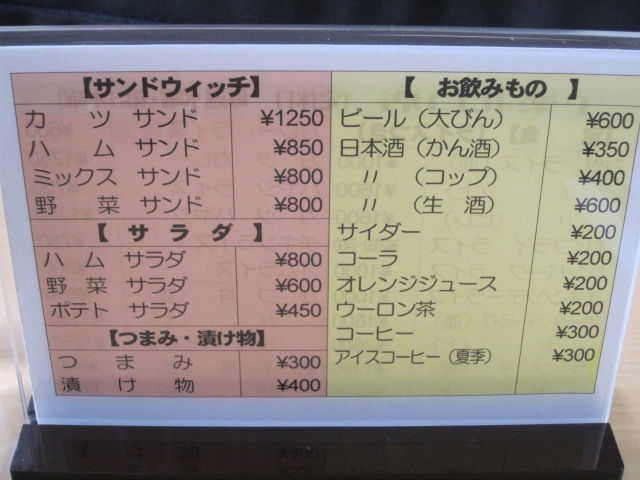 【サンドウィッチ】
カツ サンド ¥1250
ハム サンド ¥850
ミックス サンド ¥800
野菜 サンド ¥800
【サラダ】
ハム サラダ ¥800
野菜 サラダ ¥600
ポテト サラダ ¥450
【つまみ・漬け物】
つまみ ¥300
漬け物 ¥400
【お飲みもの】
ビール(大びん) ¥600
日本酒(かん酒) ¥350
〃(コップ) ¥400
〃(生酒) ¥600
サイダー ¥200
コーラ ¥200
オレンジジュース ¥200
ウーロン茶 ¥200
コーヒー ¥300
アイスコーヒー(夏季) ¥300